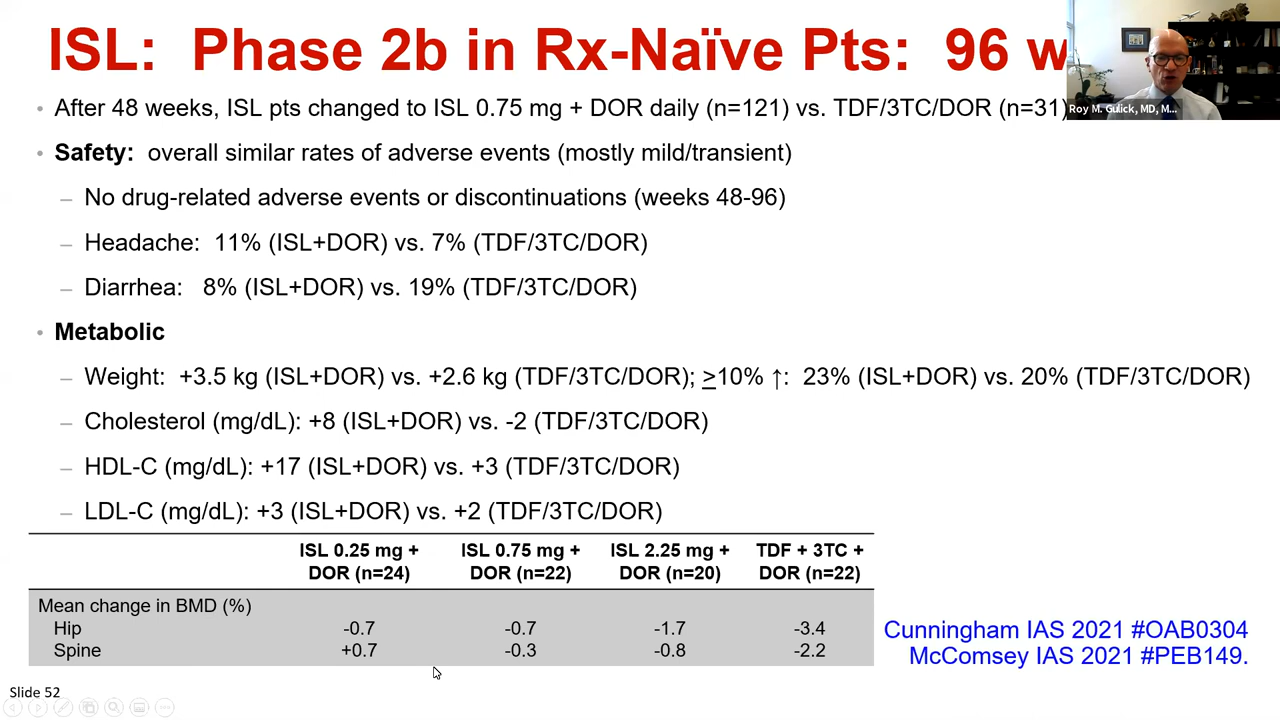 ISL: Phase 2b in Rx-Naïve Pts: 96 w
Roy M. Gulick, MD, M...
• After 48 weeks, ISL pts changed to ISL 0.75 mg + DOR daily (n=121) vs. TDF/3TC/DOR (n=31)
• Safety: overall similar rates of adverse events (mostly mild/transient)
– No drug-related adverse events or discontinuations (weeks 48-96)
– Headache: 11% (ISL+DOR) vs. 7% (TDF/3TC/DOR)
– Diarrhea: 8% (ISL+DOR) vs. 19% (TDF/3TC/DOR)
• Metabolic
– Weight: +3.5 kg (ISL+DOR) vs. +2.6 kg (TDF/3TC/DOR); ≥10% ↑: 23% (ISL+DOR) vs. 20% (TDF/3TC/DOR)
– Cholesterol (mg/dL): +8 (ISL+DOR) vs. -2 (TDF/3TC/DOR)
– HDL-C (mg/dL): +17 (ISL+DOR) vs. +3 (TDF/3TC/DOR)
– LDL-C (mg/dL): +3 (ISL+DOR) vs. +2 (TDF/3TC/DOR)
ISL 0.25 mg + ISL 0.75 mg + ISL 2.25 mg + TDF + 3TC +
DOR (n=24) DOR (n=22) DOR (n=20) DOR (n=22)
Mean change in BMD (%)
Hip -0.7 -0.7 -1.7 -3.4
Spine +0.7 -0.3 -0.8 -2.2
Cunningham IAS 2021 #OAB0304
McComsey IAS 2021 #PEB149.
Slide 52